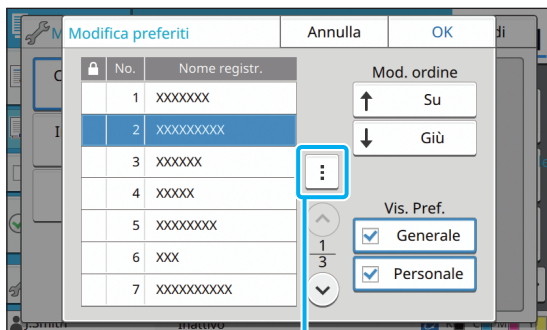 Modifica preferiti
Annulla
OK
di
No. Nome registr.
1 XXXXXXX
2 XXXXXXXXX
3 XXXXXX
4 XXXXX
5 XXXXXXXX
6 XXX
7 XXXXXXXXXX
1
3
Mod. ordine
Su
Giù
Vis. Pref.
Generale
Personale
J.Smith
Inattivo